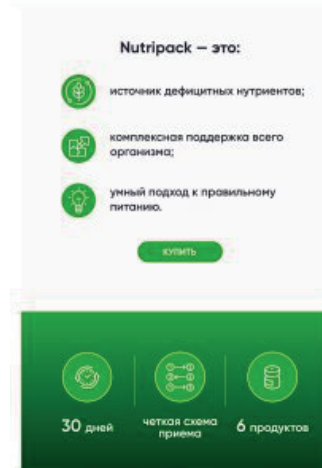 Nutripack — это:
источник дефицитных нутриентов;
комплексная поддержка всего
организма;
умный подход к правильному
питанию.
КУПИТЬ
30 дней
четкая схема
приема
6 продуктов